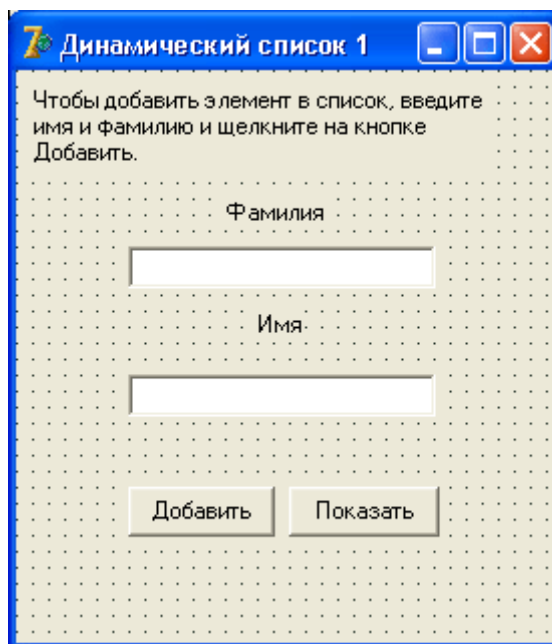 Динамический список 1
Чтобы добавить элемент в список, введите
имя и фамилию и щелкните на кнопке
Добавить.
Фамилия
Имя
Добавить Показать